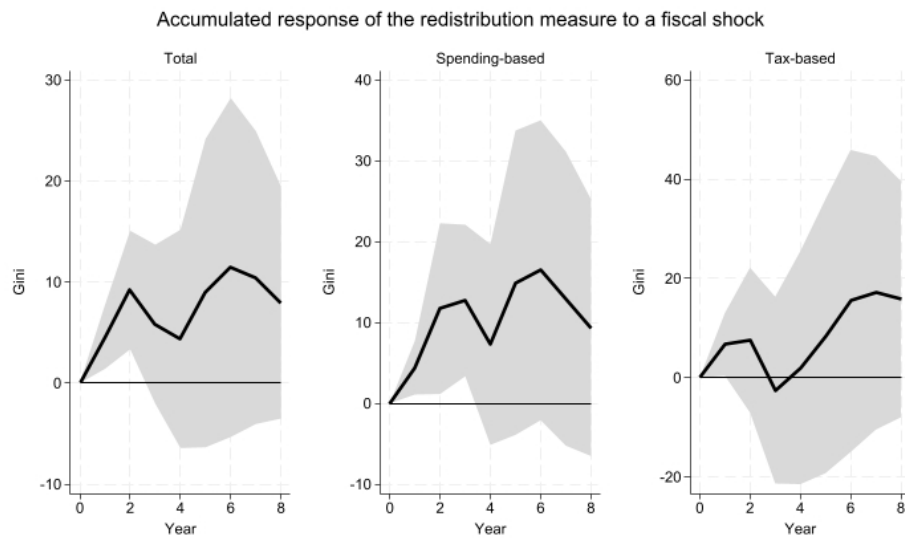 Accumulated response of the redistribution measure to a fiscal shock
Total
Gini
30
20
10
0
-10
0 2 4 6 8
Year
Spending-based
Gini
40
30
20
10
0
-10
0 2 4 6 8
Year
Tax-based
Gini
60
40
20
0
-20
0 2 4 6 8
Year